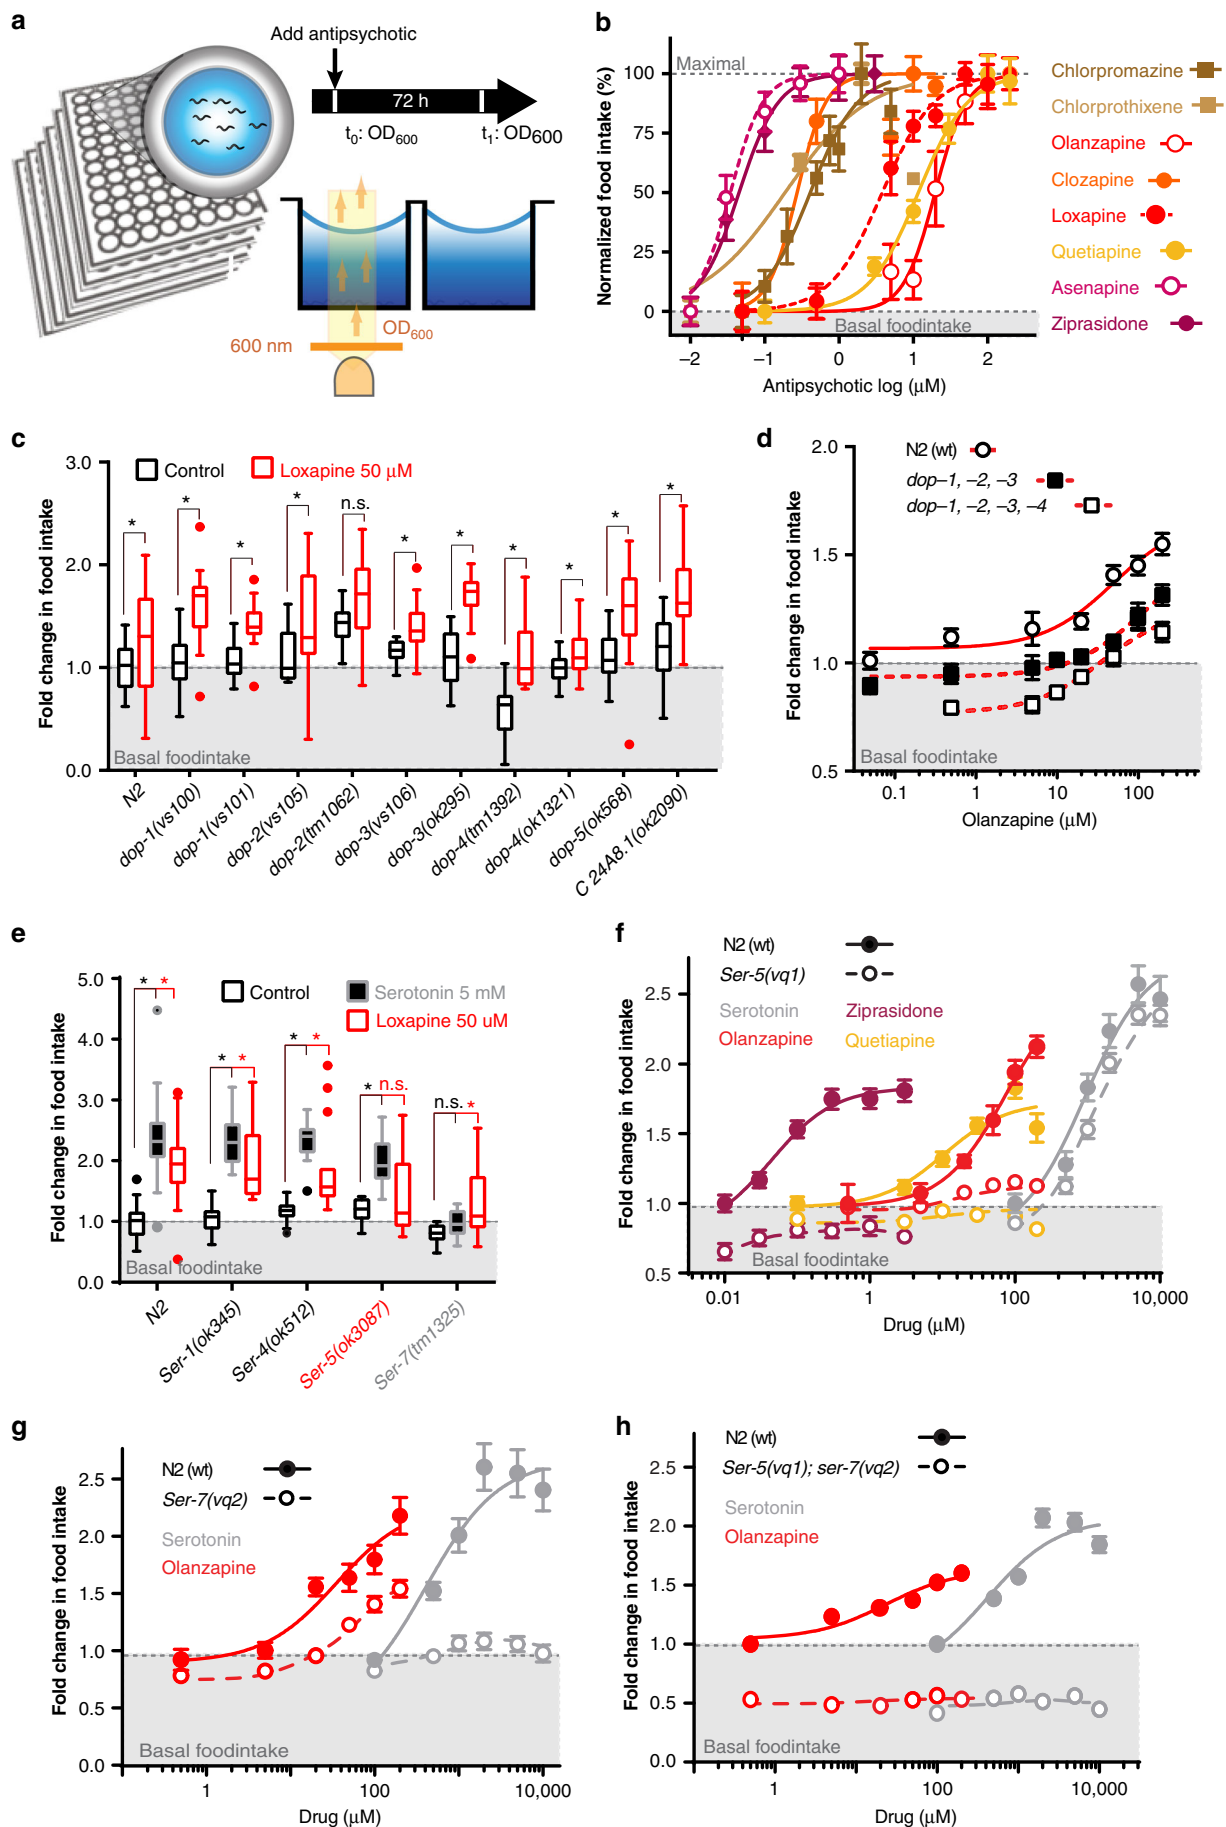 a
Add antipsychotic
72 h
t0: OD600
t1: OD600
OD600
600 nm
b
Normalized food intake (%)
100
75
50
25
0
Maximal
Basal foodintake
–2
–1
0
1
2
Antipsychotic log (μM)
Chlorpromazine
Chlorprothixene
Olanzapine
Clozapine
Loxapine
Quetiapine
Asenapine
Ziprasidone
c
Fold change in food intake
3.0
2.0
1.0
0.0
Control
Loxapine 50 μM
*
*
*
*
n.s.
*
*
*
*
*
*
Basal foodintake
N2
dop-1(vs100)
dop-1(vs101)
dop-2(vs105)
dop-2(tm1062)
dop-3(vs106)
dop-3(ok295)
dop-4(tm1392)
dop-4(ok1321)
dop-5(ok568)
C 24A8.1(ok2090)
d
Fold change in food intake
2.0
1.5
1.0
0.5
N2 (wt)
dop–1, –2, –3
dop–1, –2, –3, –4
Basal foodintake
0.1
1
10
100
Olanzapine (μM)
e
Fold change in food intake
5.0
4.0
3.0
2.0
1.0
0.0
Control
Serotonin 5 mM
Loxapine 50 uM
* *
* *
* *
* n.s.
n.s. *
Basal foodintake
N2
Ser-1(ok345)
Ser-4(ok512)
Ser-5(ok3087)
Ser-7(tm1325)
f
Fold change in food intake
2.5
2.0
1.5
1.0
0.5
N2 (wt)
Ser-5(vq1)
Serotonin
Ziprasidone
Olanzapine
Quetiapine
Basal foodintake
0.01
1
100
10,000
Drug (μM)
g
Fold change in food intake
2.5
2.0
1.5
1.0
0.5
0.0
N2 (wt)
Ser-7(vq2)
Serotonin
Olanzapine
Basal foodintake
1
100
10,000
Drug (μM)
h
Fold change in food intake
2.5
2.0
1.5
1.0
0.5
0.0
N2 (wt)
Ser-5(vq1); ser-7(vq2)
Serotonin
Olanzapine
Basal foodintake
1
100
10,000
Drug (μM)